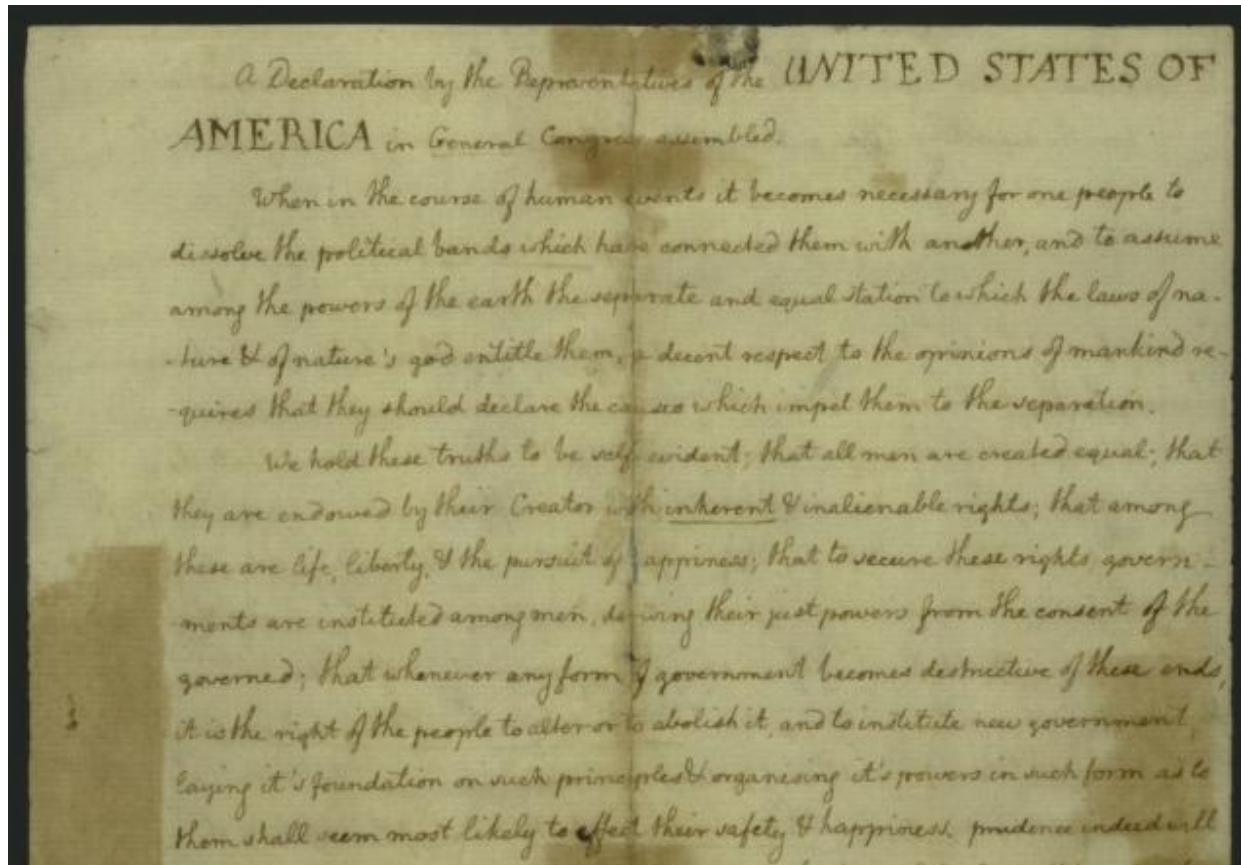 A Declaration by the Representatives of the UNITED STATES OF
AMERICA in General Congress assembled.
When in the course of human events it becomes necessary for one people to
dissolve the political bands which have connected them with another, and to assume
among the powers of the earth the separate and equal station to which the laws of na-
-ture & of nature's god entitle them, a decent respect to the opinions of mankind re-
-quires that they should declare the causes which impel them to the separation.
We hold these truths to be self evident; that all men are created equal; that
they are endowed by their Creator with inherent & inalienable rights; that among
these are life, liberty, & the pursuit of happiness; that to secure these rights, govern-
ments are instituted among men, deriving their just powers from the consent of the
governed; that whenever any form of government becomes destructive of these ends,
it is the right of the people to alter or to abolish it, and to institute new government,
laying it's foundation on such principles & organising it's powers in such form as to
them shall seem most likely to effect their safety & happiness. prudence indeed will